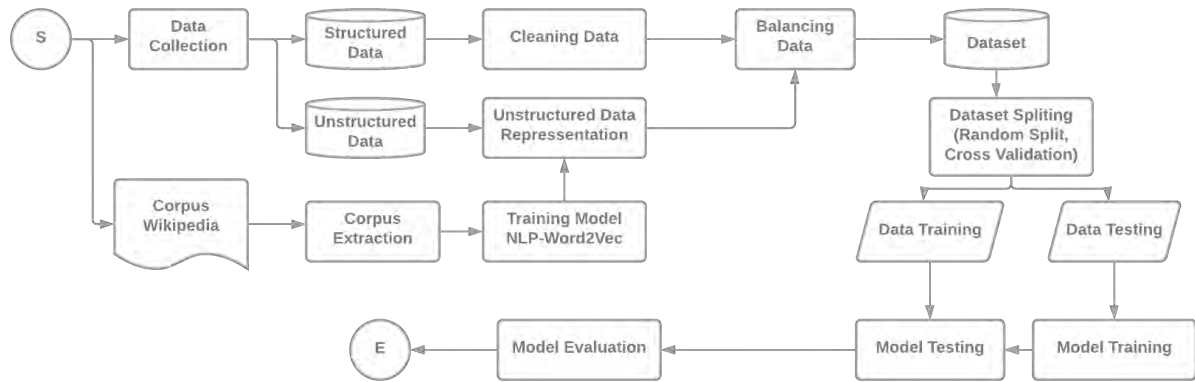 S
Data
Collection
Structured
Data
Cleaning Data
Balancing
Data
Dataset
Unstructured
Data
Unstructured Data
Repressentation
Dataset Spliting
(Random Split,
Cross Validation)
Corpus
Wikipedia
Corpus
Extraction
Training Model
NLP-Word2Vec
Data Training
Data Testing
E
Model Evaluation
Model Testing
Model Training